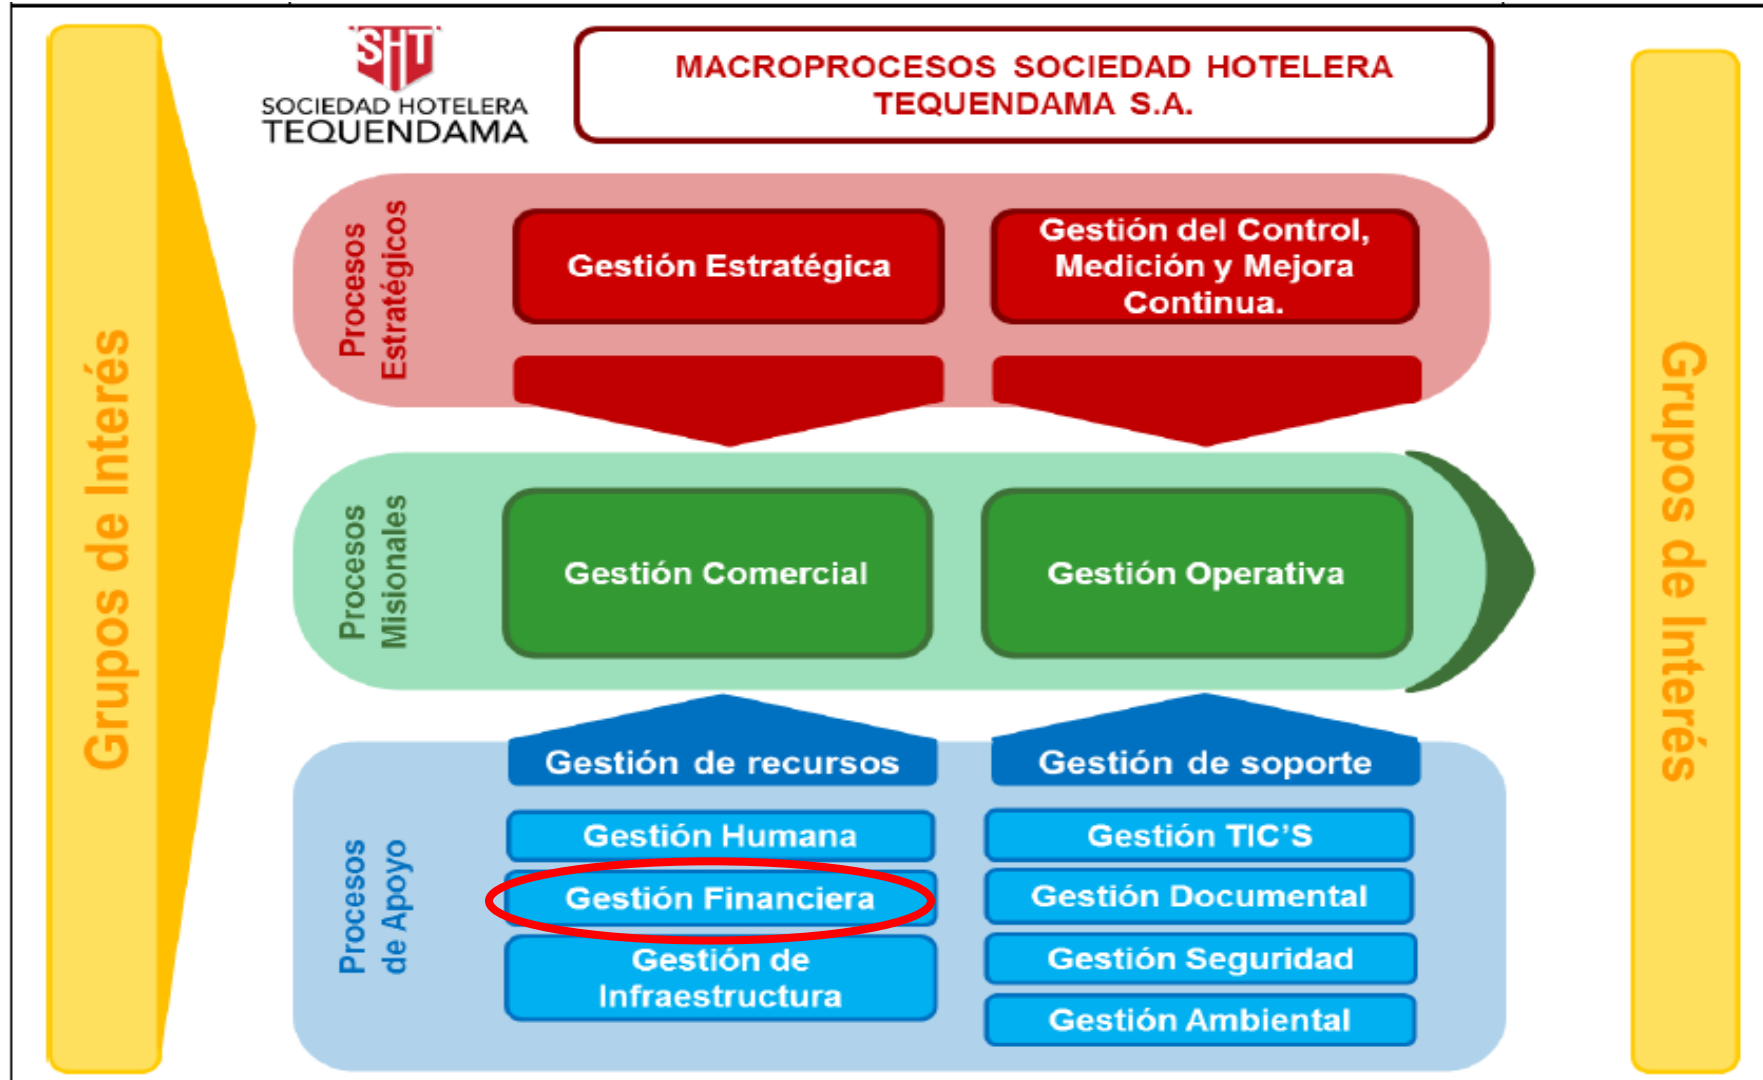 SHT
SOCIEDAD HOTELERA
TEQUENDAMA
MACROPROCESOS SOCIEDAD HOTELERA
TEQUENDAMA S.A.
Grupos de Interés
Procesos
Estratégicos
Gestión Estratégica
Gestión del Control,
Medición y Mejora
Continua.
Procesos
Misionales
Gestión Comercial
Gestión Operativa
Procesos
de Apoyo
Gestión de recursos
Gestión Humana
Gestión Financiera
Gestión de
Infraestructura
Gestión de soporte
Gestión TIC’S
Gestión Documental
Gestión Seguridad
Gestión Ambiental
Grupos de Interés